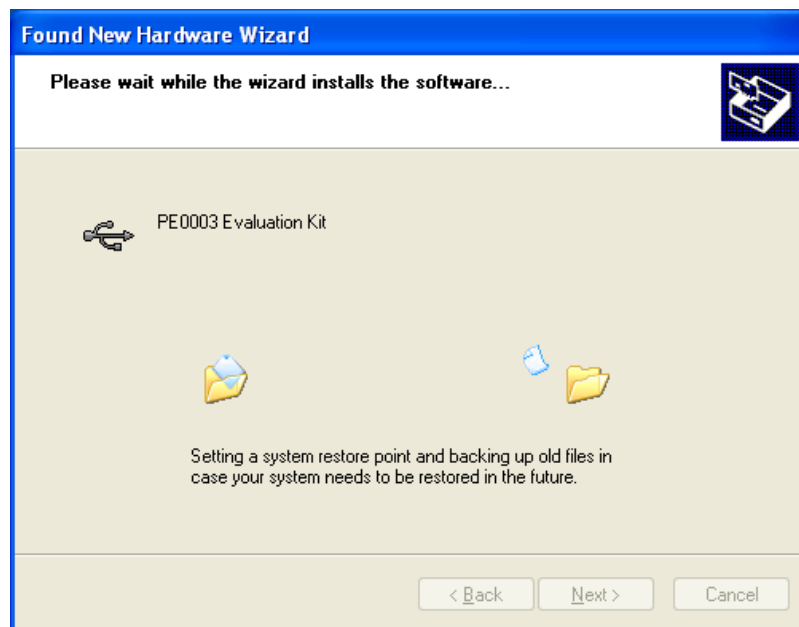 Found New Hardware Wizard
Please wait while the wizard installs the software...
PE0003 Evaluation Kit
Setting a system restore point and backing up old files in
case your system needs to be restored in the future.
< Back
Next >
Cancel